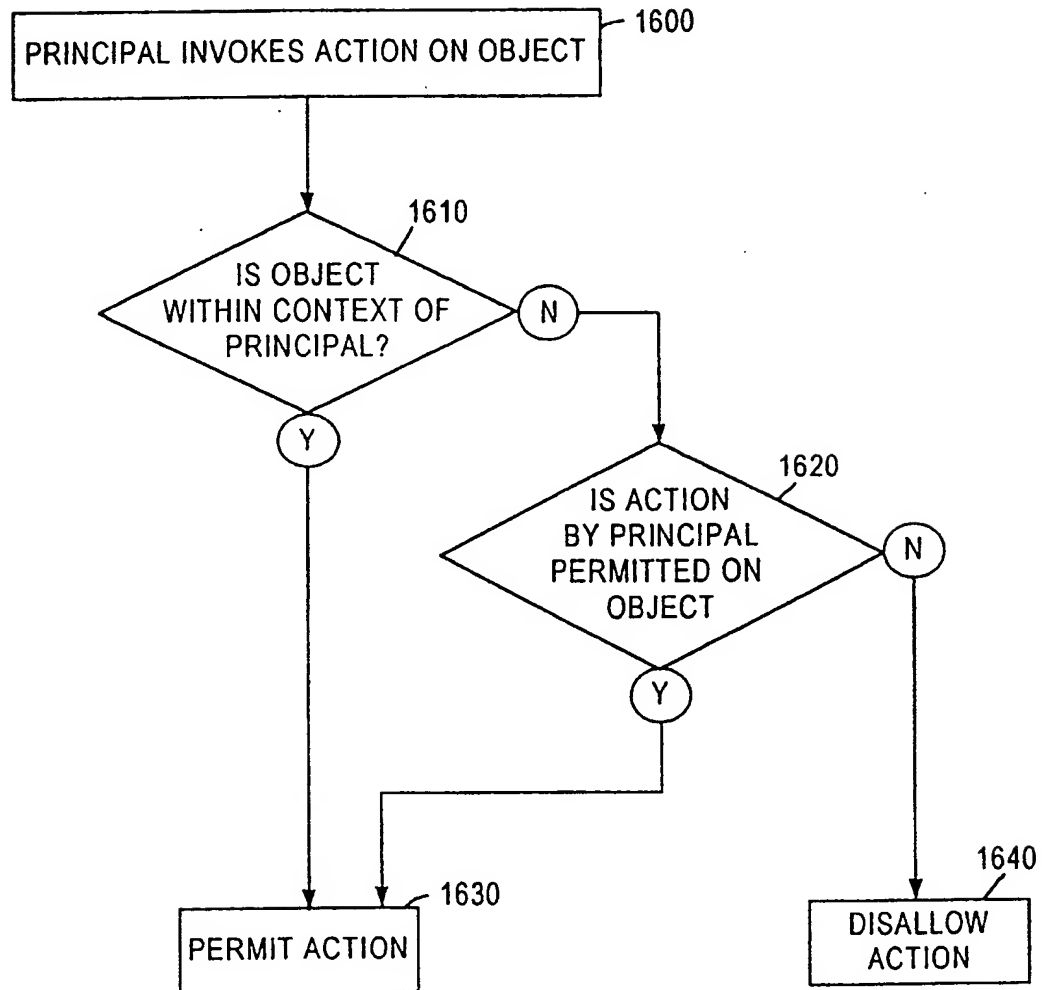 1600
PRINCIPAL INVOKES ACTION ON OBJECT
1610
IS OBJECT
WITHIN CONTEXT OF
PRINCIPAL?
N
Y
1620
IS ACTION
BY PRINCIPAL
PERMITTED ON
OBJECT
N
Y
1630
PERMIT ACTION
1640
DISALLOW
ACTION